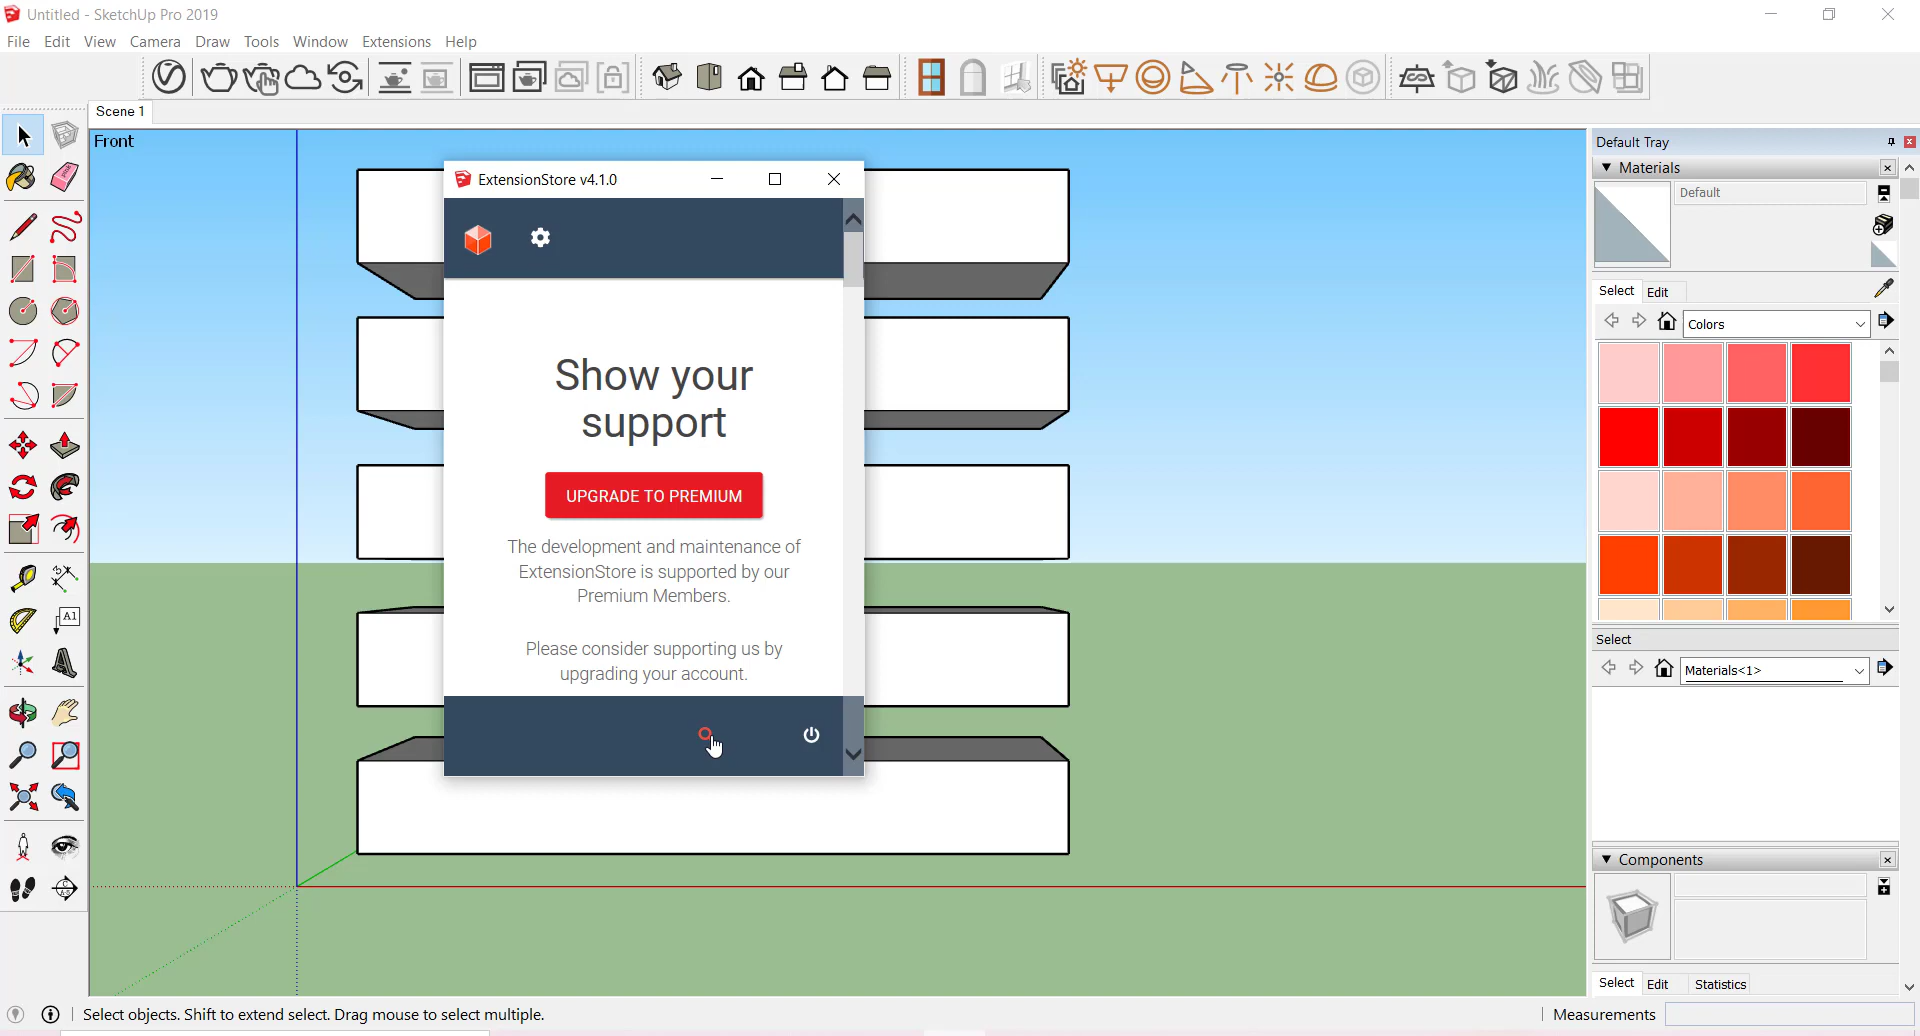 Untitled - SketchUp Pro 2019
File Edit View Camera Draw Tools Window Extensions Help
Scene 1
Front
ExtensionStore v4.1.0
Show your
support
UPGRADE TO PREMIUM
The development and maintenance of
ExtensionStore is supported by our
Premium Members.
Please consider supporting us by
upgrading your account.
Default Tray
Materials
Default
Select Edit
Colors
Select
Materials<1>
Components
Select Edit Statistics
A1
Select objects. Shift to extend select. Drag mouse to select multiple.
Measurements